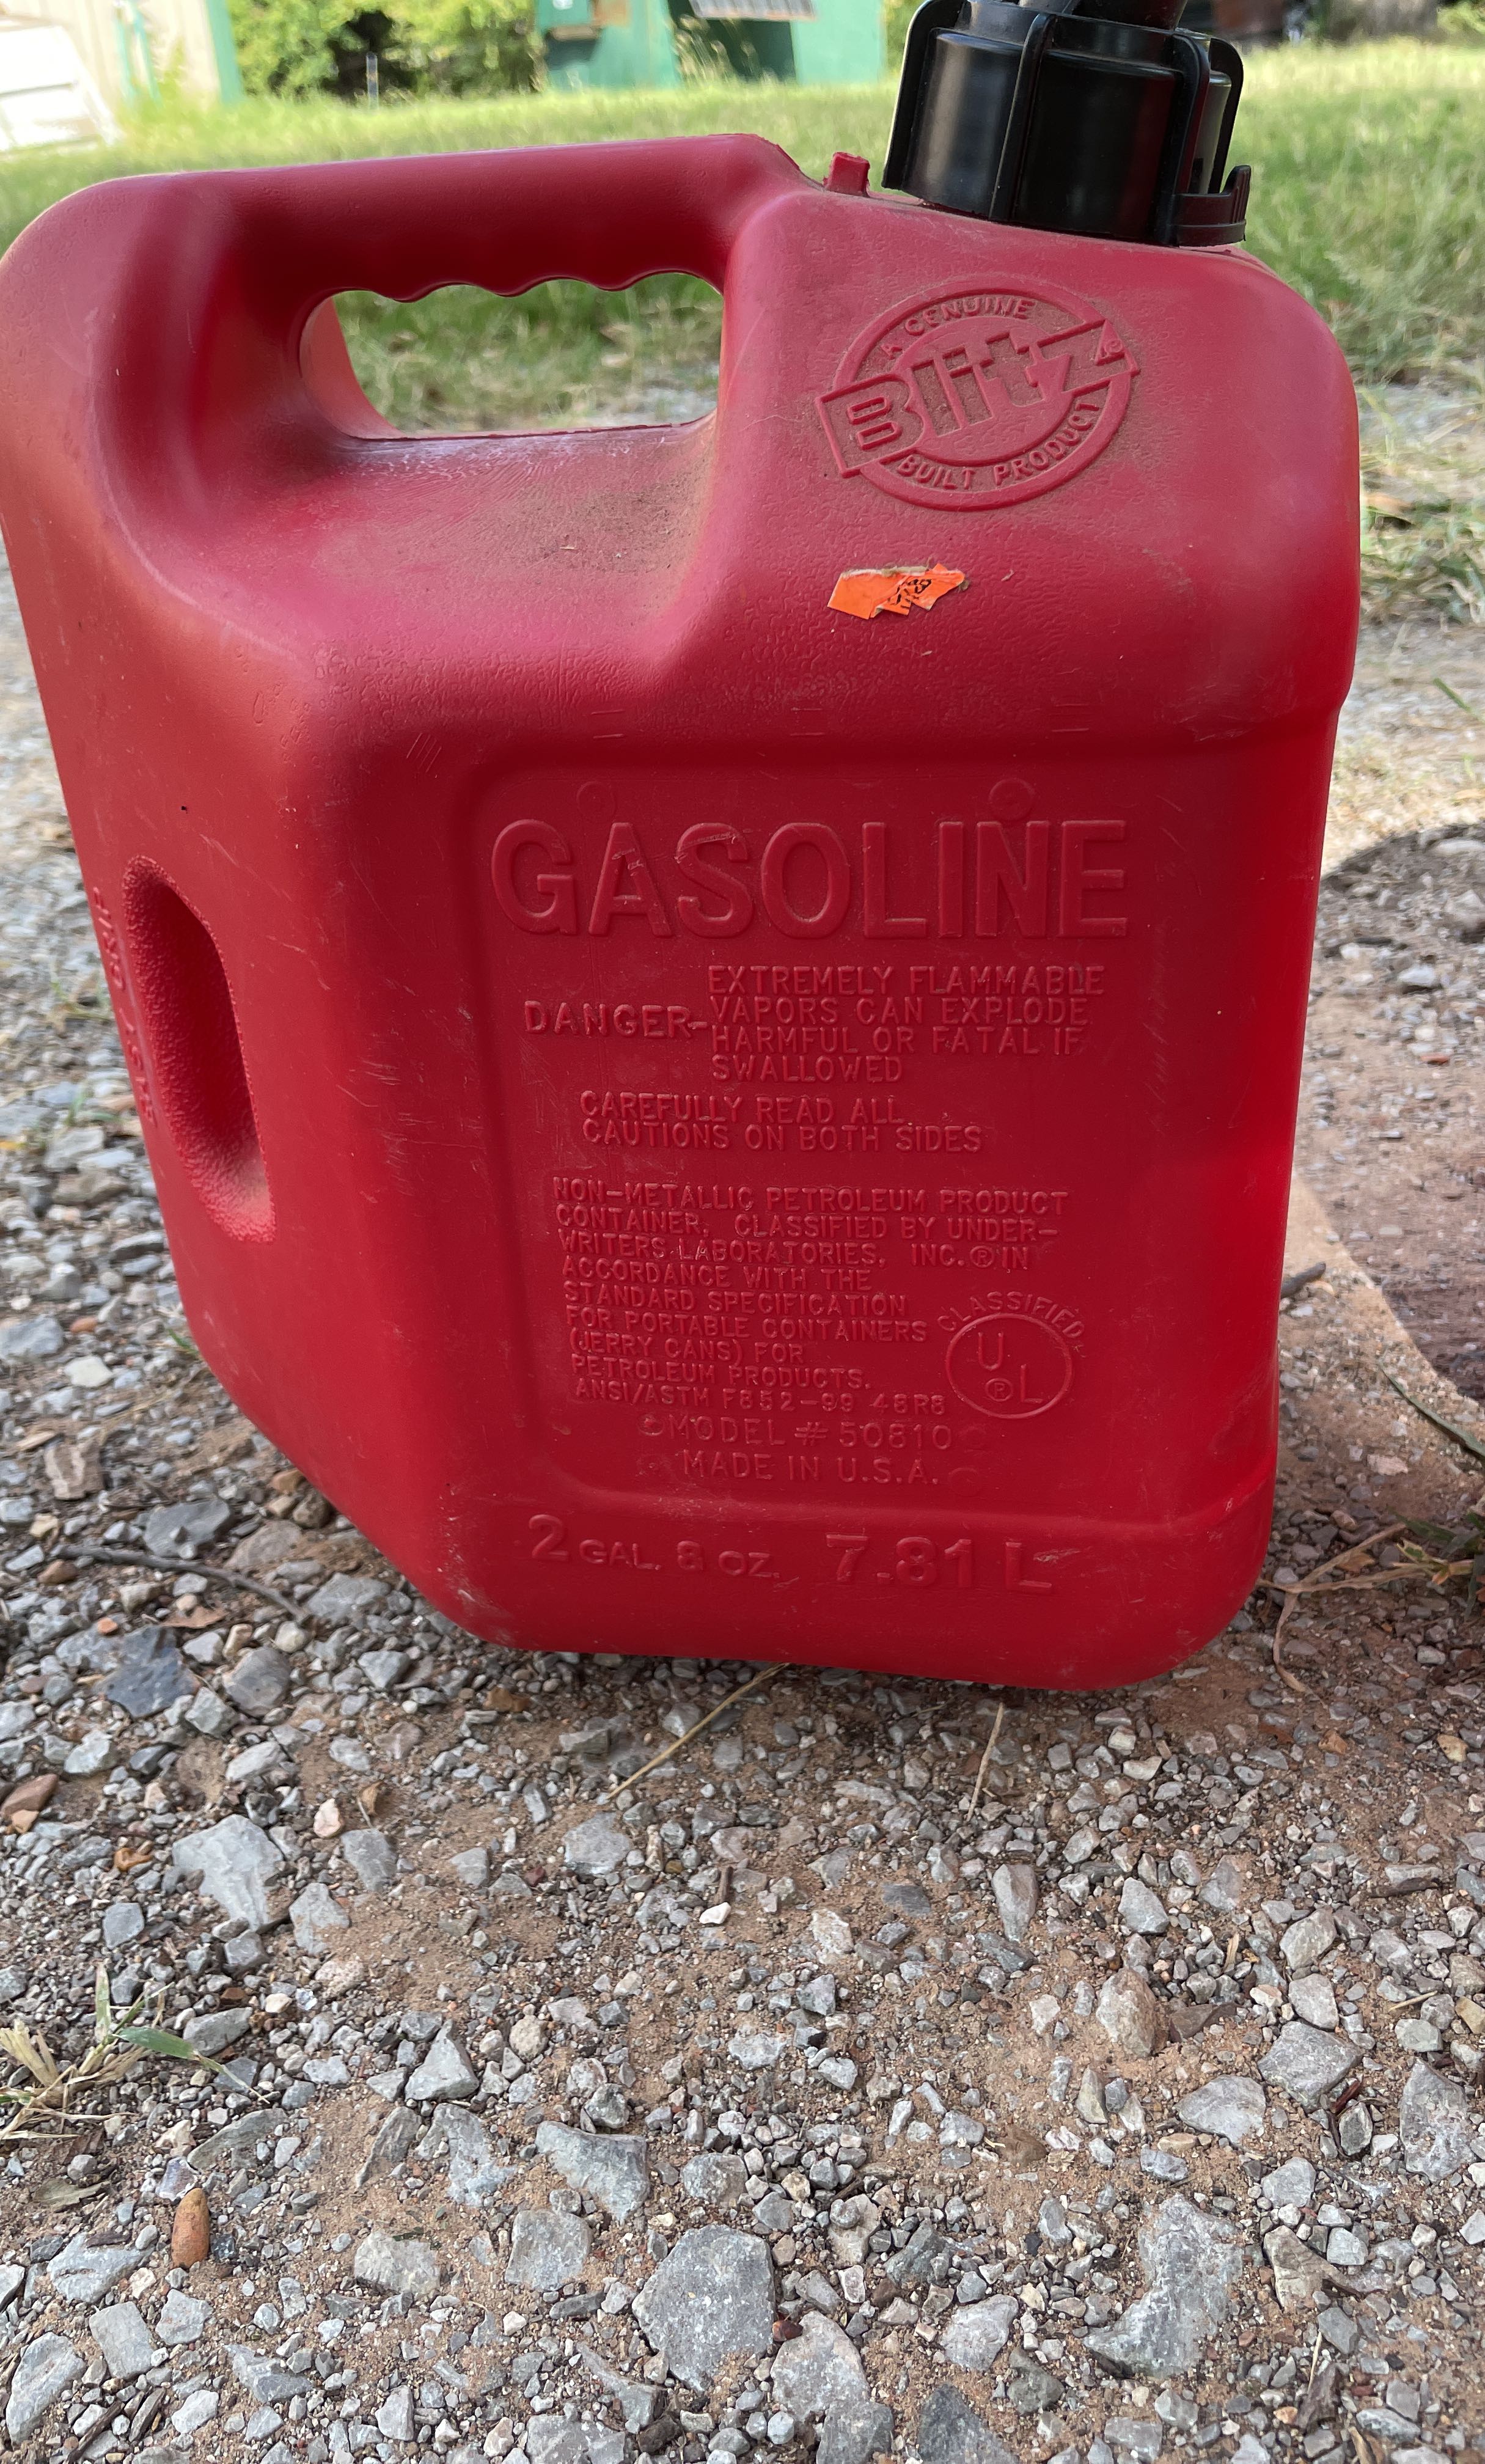 A GENUINE
Blitz
BUILT PRODUCT
GASOLINE
DANGER-
EXTREMELY FLAMMABLE
VAPORS CAN EXPLODE
HARMFUL OR FATAL IF
SWALLOWED
CAREFULLY READ ALL
CAUTIONS ON BOTH SIDES
NON-METALLIC PETROLEUM PRODUCT
CONTAINER. CLASSIFIED BY UNDER-
WRITERS LABORATORIES, INC.® IN
ACCORDANCE WITH THE
STANDARD SPECIFICATION
FOR PORTABLE CONTAINERS
(JERRY CANS) FOR
PETROLEUM PRODUCTS.
ANSI/ASTM F852-99 48R8
CLASSIFIED
U
® L
MODEL # 50810
MADE IN U.S.A.
2 GAL. 8 OZ. 7.81 L
EASY GRIP